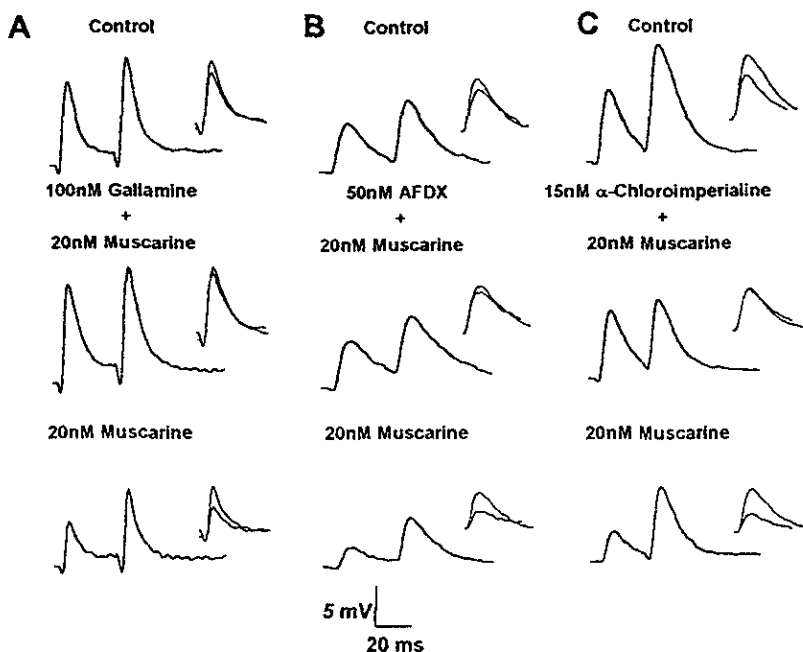 A
Control
100nM Gallamine
+
20nM Muscarine
20nM Muscarine
B
Control
50nM AFDX
+
20nM Muscarine
20nM Muscarine
C
Control
15nM α-Chloroimperialine
+
20nM Muscarine
20nM Muscarine
5 mV
20 ms